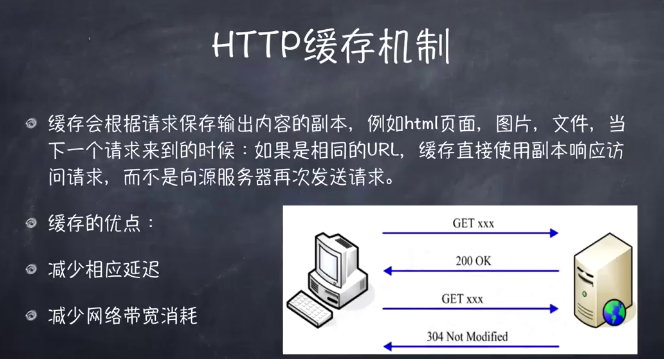 HTTP缓存机制
缓存会根据请求保存输出内容的副本，例如html页面，图片，文件，当
下一个请求来到的时候：如果是相同的URL，缓存直接使用副本响应访
问请求，而不是向源服务器再次发送请求。
缓存的优点：
减少相应延迟
减少网络带宽消耗
GET xxx
200 OK
GET xxx
304 Not Modified